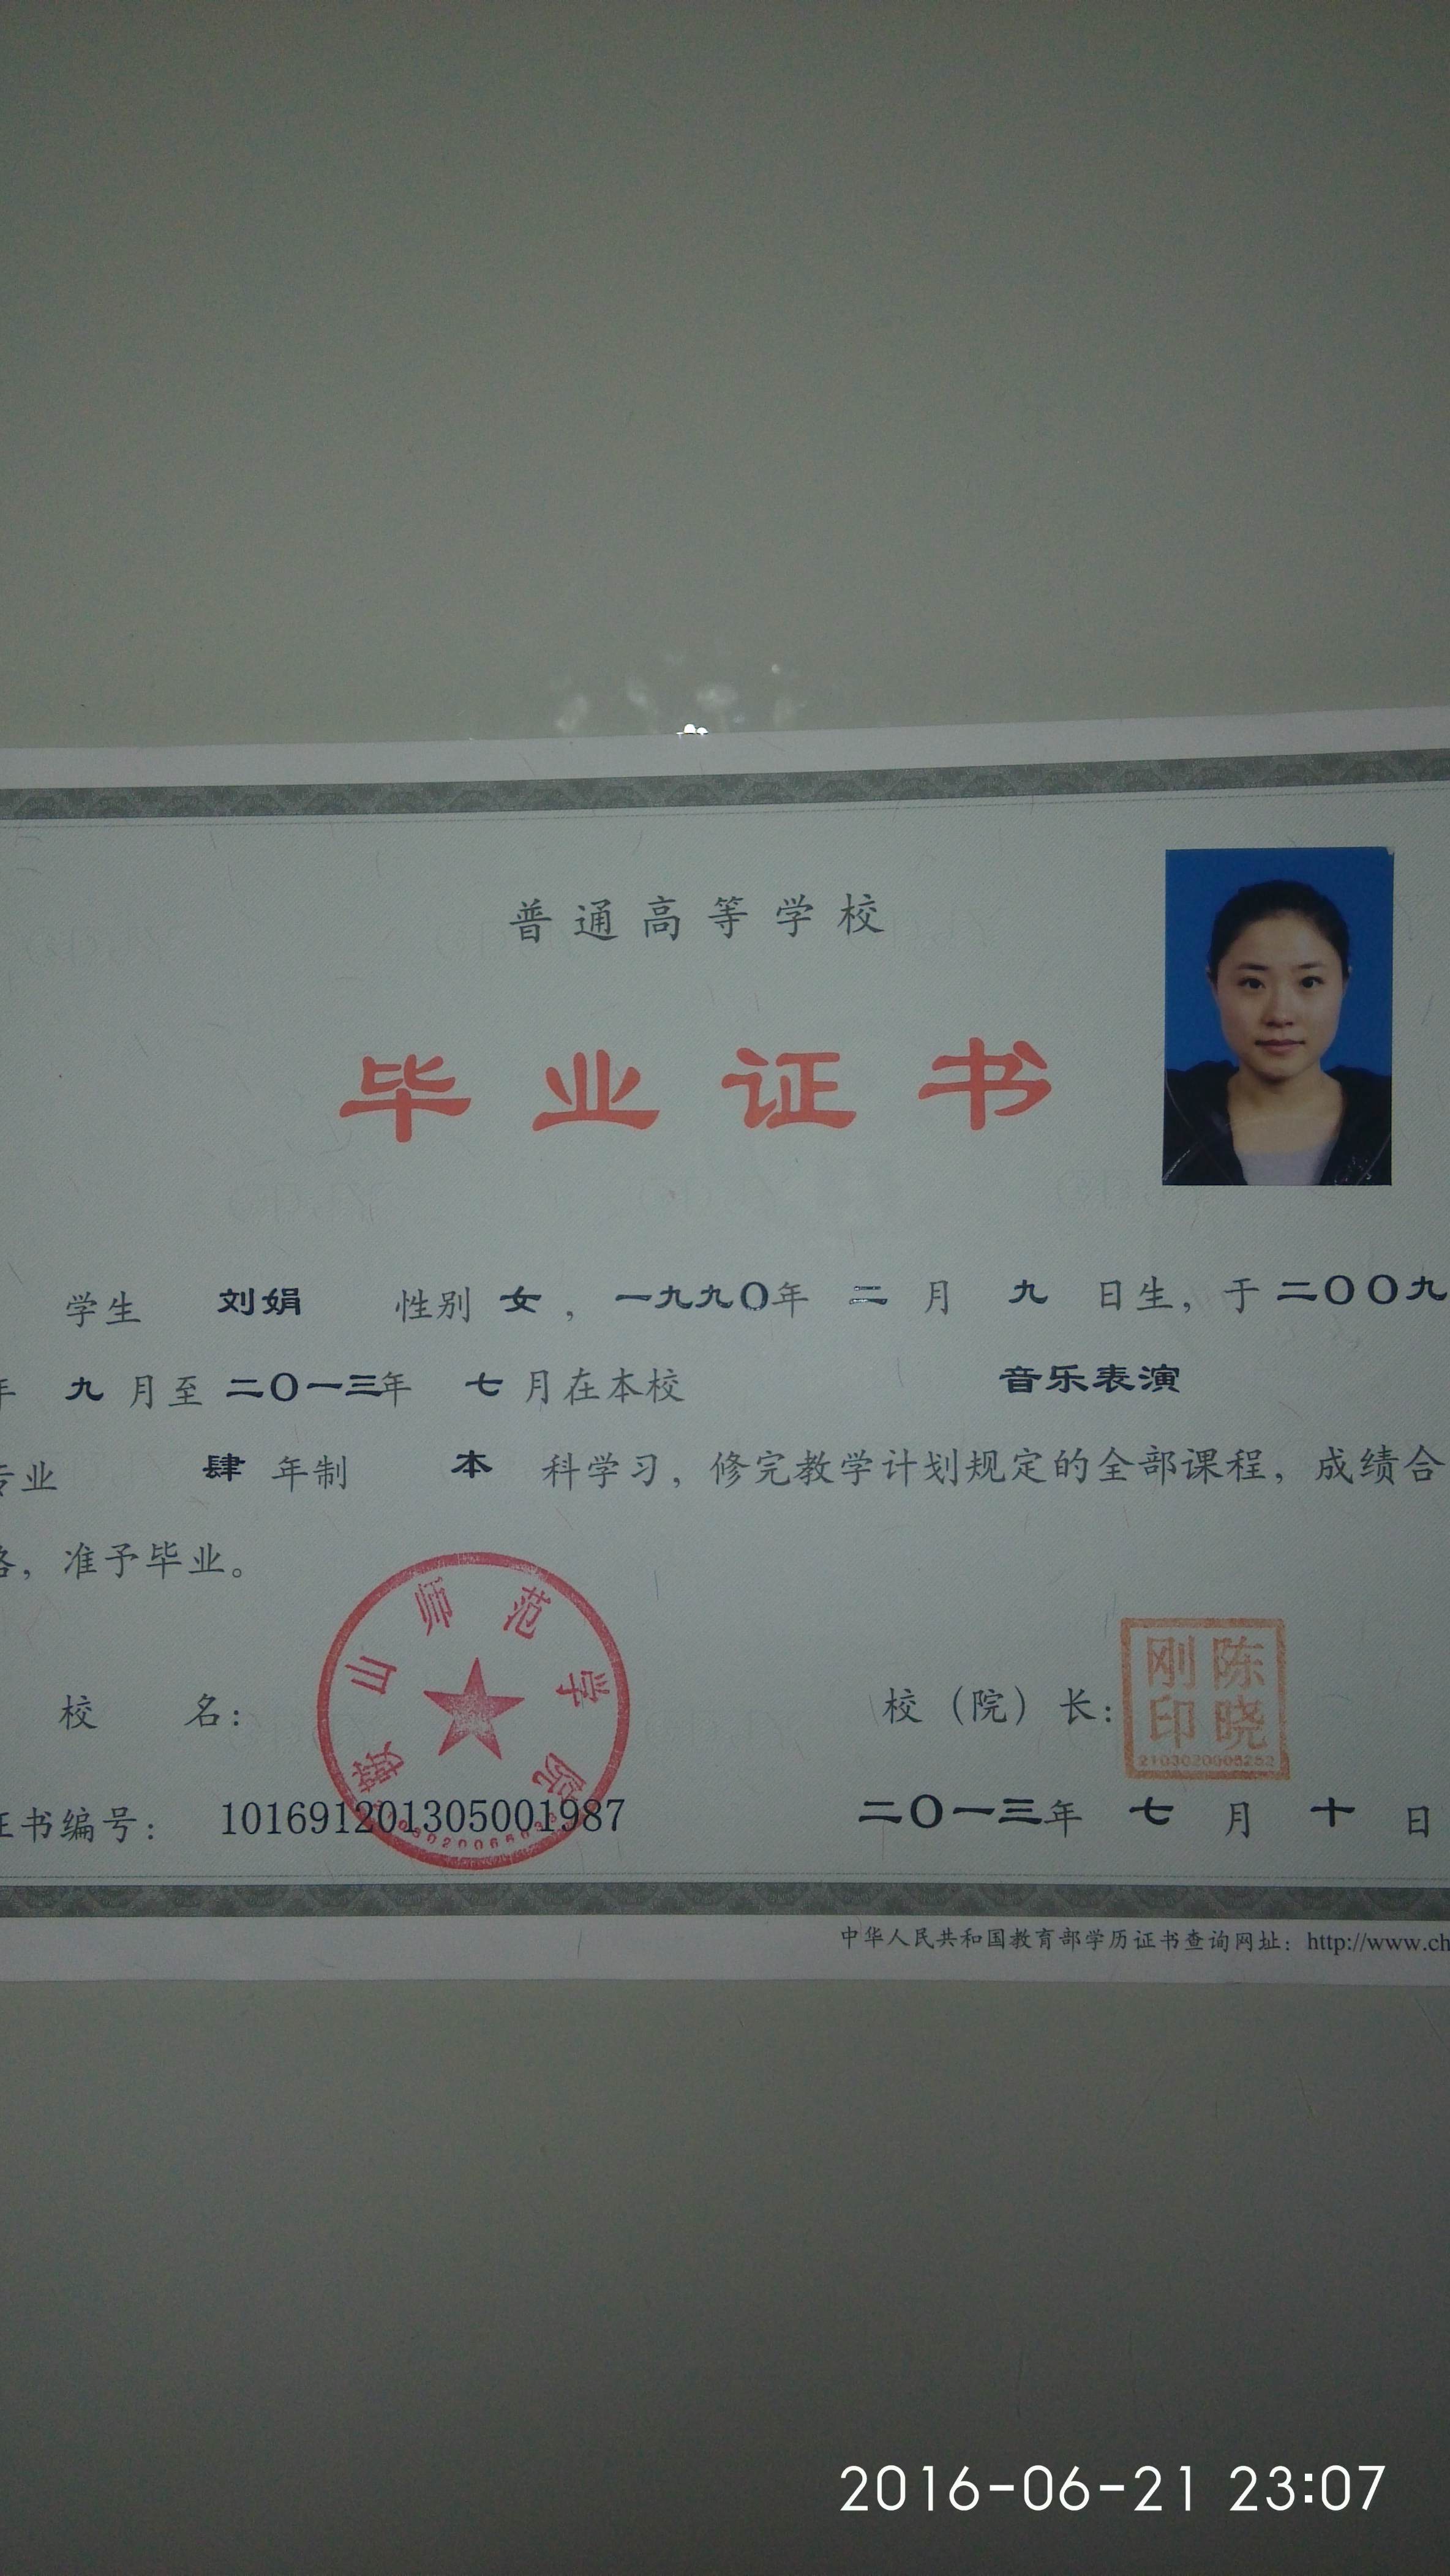 普通高等学校
毕业证书
学生 刘娟 性别 女，一九九〇年 二 月 九 日生，于 二〇〇九
年 九 月至 二〇一三年 七 月在本校 音乐表演
专业 肆 年制 本 科学习，修完教学计划规定的全部课程，成绩合
格，准予毕业。
鞍山师范学院
校 名：
校（院）长：
陈晓刚印
证书编号： 101691201305001987
二〇一三年 七 月 十 日
中华人民共和国教育部学历证书查询网址：http://www.ch
2016-06-21 23:07